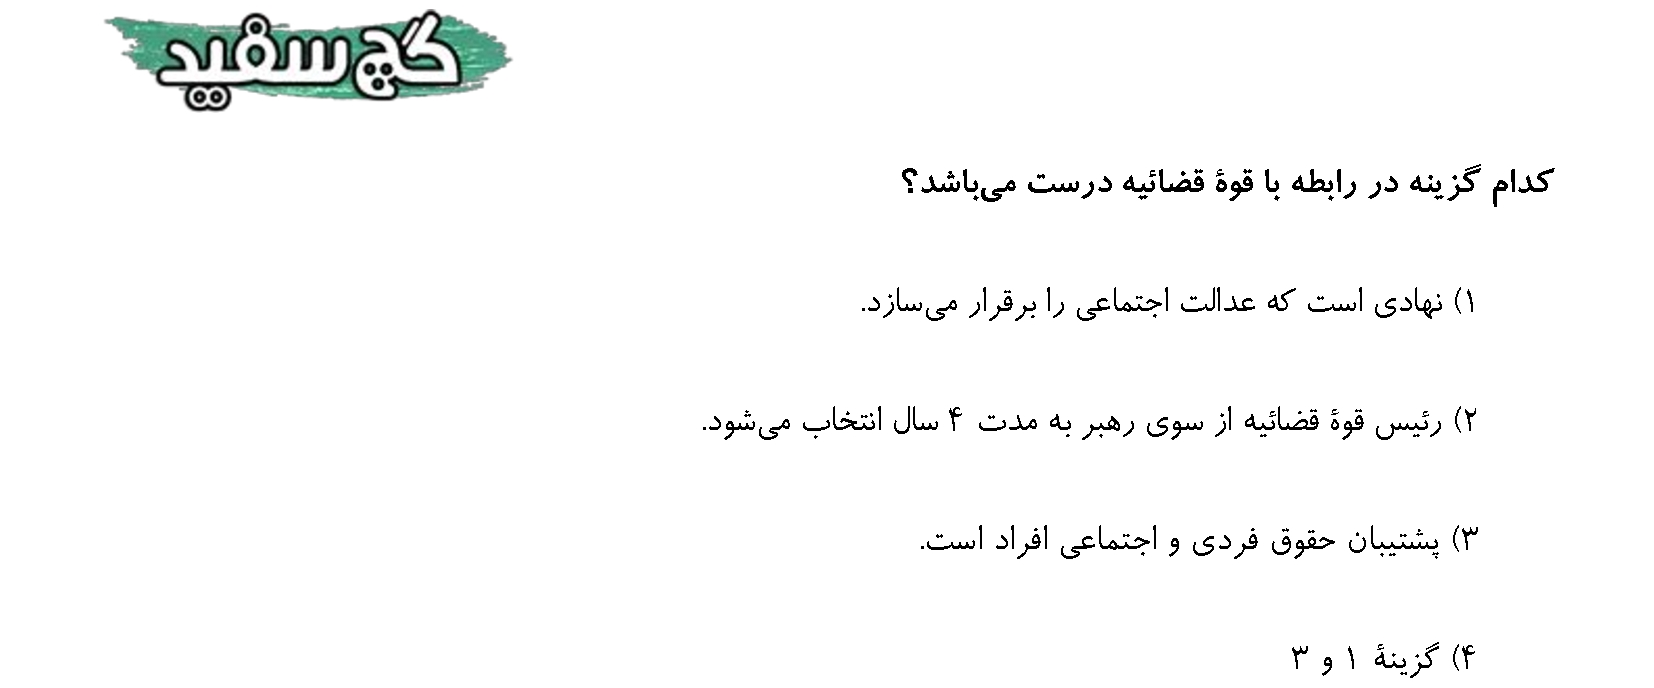 گچ سفید
کدام گزینه در رابطه با قوهٔ قضائیه درست می‌باشد؟
۱) نهادی است که عدالت اجتماعی را برقرار می‌سازد.
۲) رئیس قوهٔ قضائیه از سوی رهبر به مدت ۴ سال انتخاب می‌شود.
۳) پشتیبان حقوق فردی و اجتماعی افراد است.
۴) گزینهٔ ۱ و ۳